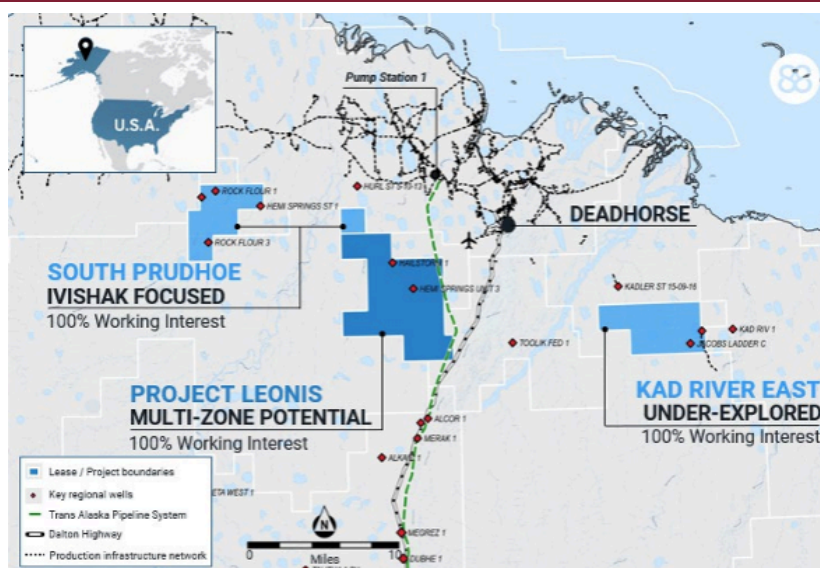 U.S.A.
Pump Station 1
ROCK FLOUR 1
HEMI SPRINGS ST 1
ROCK FLOUR 3
DEADHORSE
SOUTH PRUDHOE
IVISHAK FOCUSED
100% Working Interest
HEMI SPRINGS UNIT 3
KADLER ST 15-09-16
TOOLIK FED 1
KAD RIV 1
JACOBS LADDER C
PROJECT LEONIS
MULTI-ZONE POTENTIAL
100% Working Interest
KAD RIVER EAST
UNDER-EXPLORED
100% Working Interest
ALCOR 1
MERAK 1
MEGREZ 1
DUBHE 1
Lease / Project boundaries
Key regional wells
Trans Alaska Pipeline System
Dalton Highway
Production infrastructure network
ETA WEST 1
N
0
10
Miles